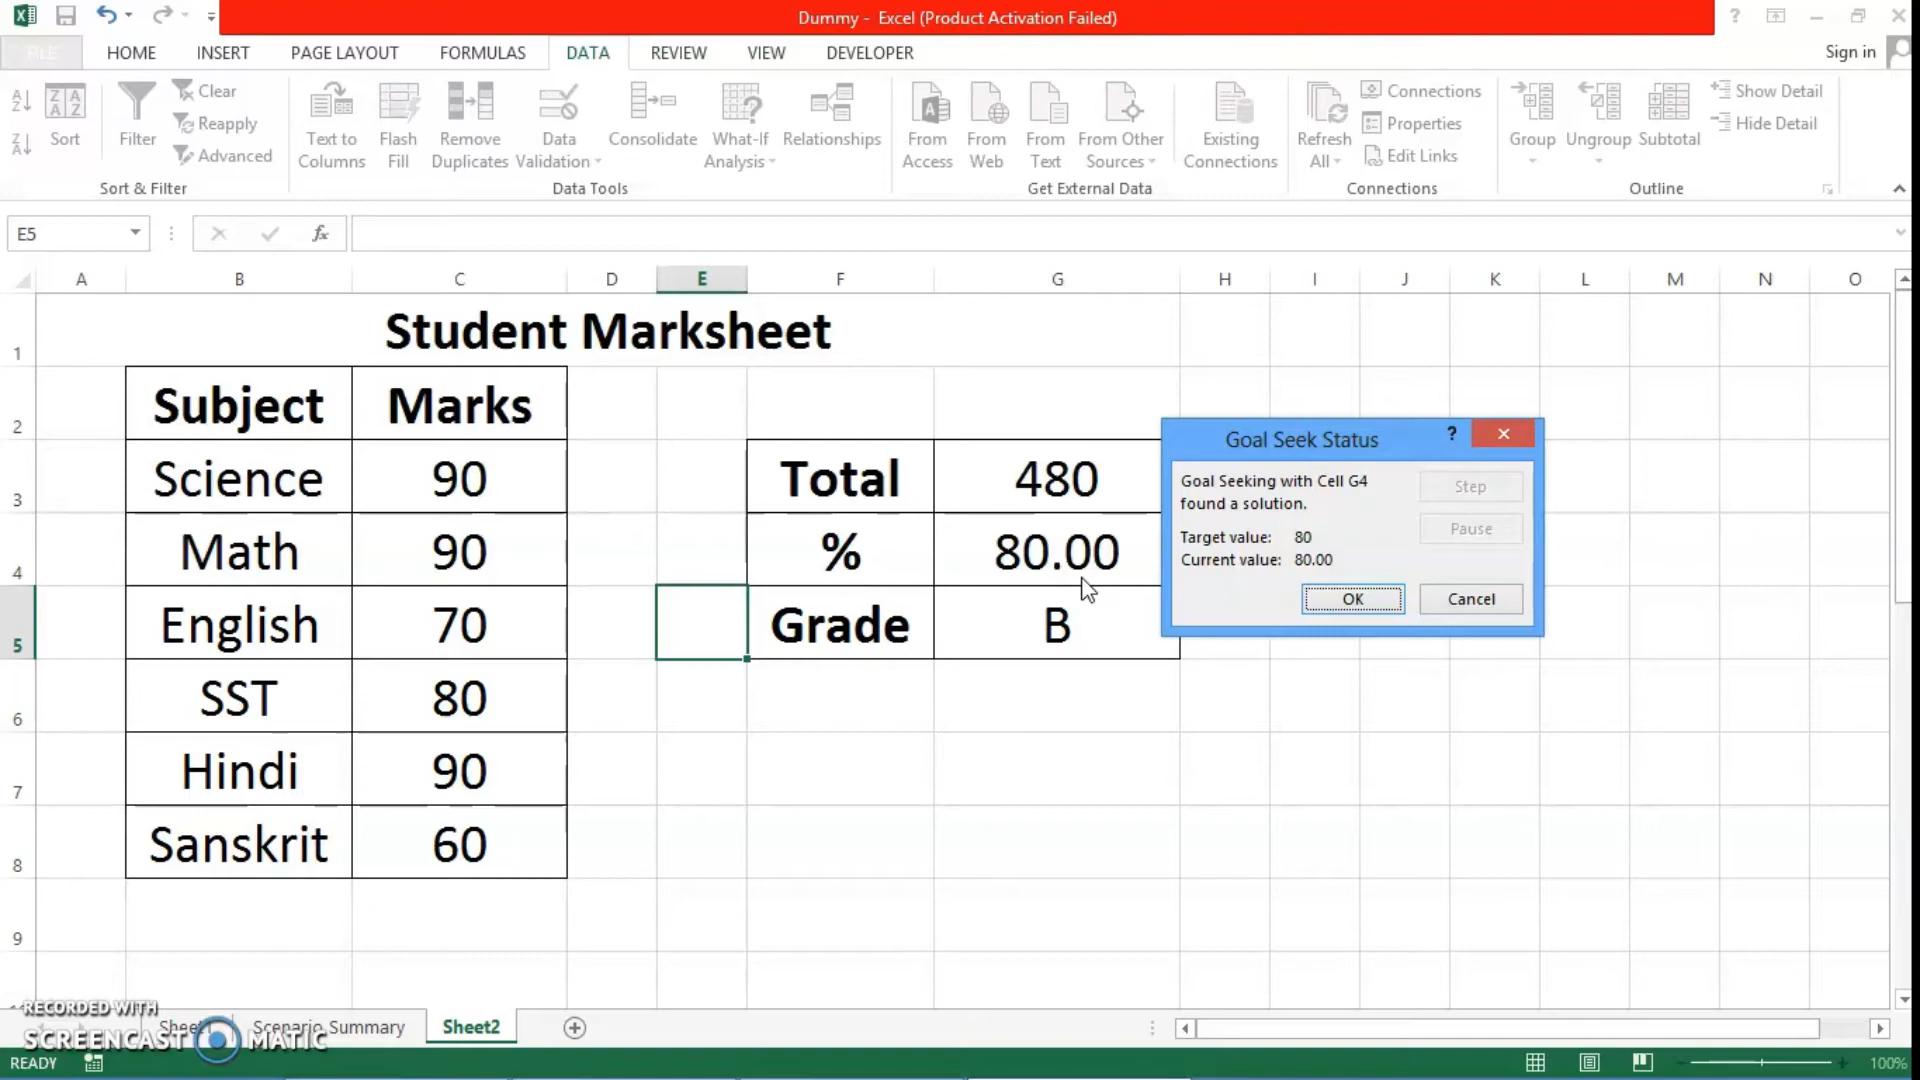 Dummy - Excel (Product Activation Failed)
FILE HOME INSERT PAGE LAYOUT FORMULAS DATA REVIEW VIEW DEVELOPER Sign in
Sort
Filter
Clear
Reapply
Advanced
Sort & Filter
Text to Columns
Flash Fill
Remove Duplicates
Data Validation
Consolidate
What-If Analysis
Relationships
Data Tools
From Access
From Web
From Text
From Other Sources
Get External Data
Existing Connections
Refresh All
Connections
Properties
Edit Links
Connections
Group
Ungroup
Subtotal
Show Detail
Hide Detail
Outline
E5 fx
A B C D E F G H I J K L M N O
1 Student Marksheet
2 Subject Marks
3 Science 90 Total 480
4 Math 90 % 80.00
5 English 70 Grade B
6 SST 80
7 Hindi 90
8 Sanskrit 60
9
Goal Seek Status ?
Goal Seeking with Cell G4
found a solution.
Target value: 80
Current value: 80.00
Step
Pause
OK Cancel
Sheet1 Scenario Summary Sheet2
RECORDED WITH
SCREENCAST MATIC
READY 100%